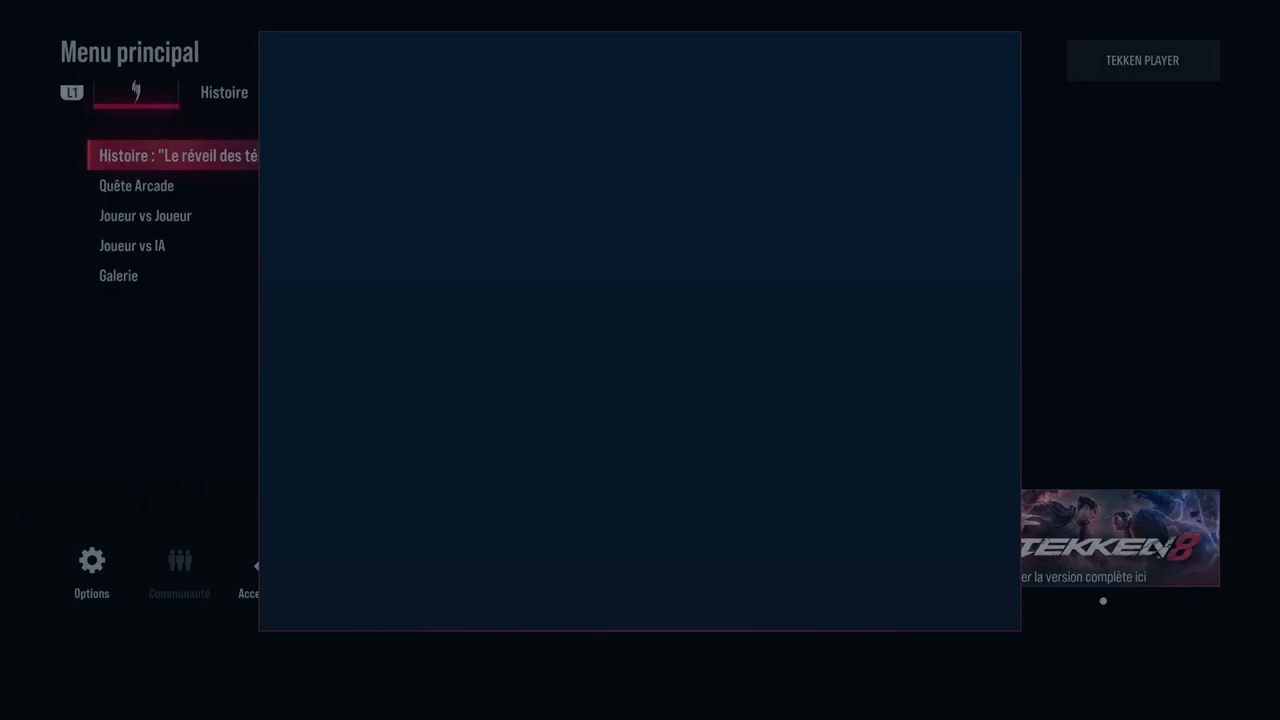 Menu principal
TEKKEN PLAYER
L1
Histoire
Histoire : "Le réveil des té
Quête Arcade
Joueur vs Joueur
Joueur vs IA
Galerie
TEKKEN 8
er la version complète ici
Options
Communauté
Acce